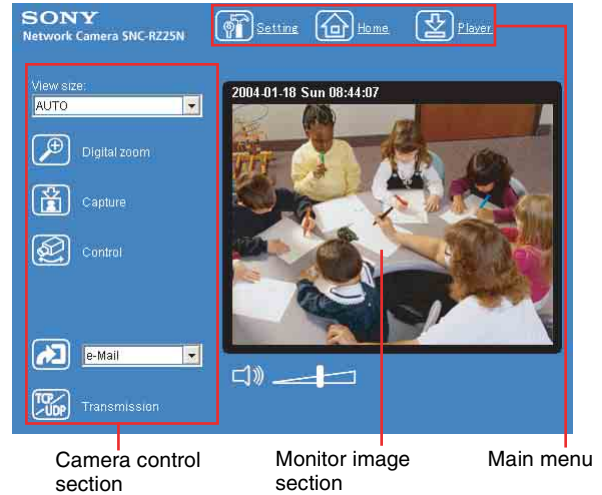 SONY
Network Camera SNC-RZ25N
Setting
Home
Player
View size:
AUTO
2004-01-18 Sun 08:44:07
Digital zoom
Capture
Control
e-Mail
TCP/UDP
Transmission
Camera control section
Monitor image section
Main menu